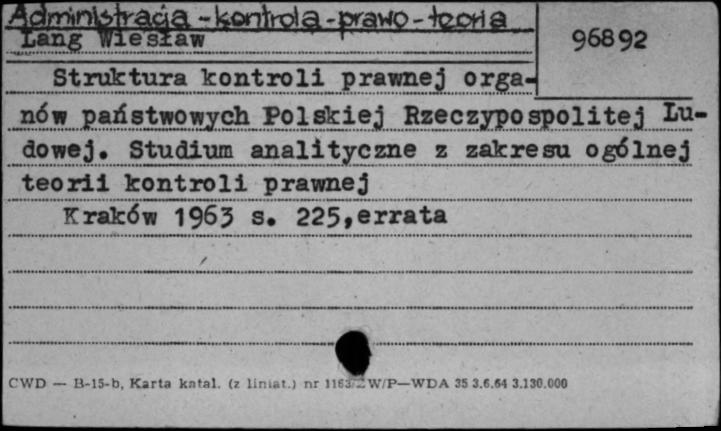 Administracja - kontrola - prawo - teoria
Lang Wiesław
96892
Struktura kontroli prawnej orga-
nów państwowych Polskiej Rzeczypospolitej Lu-
dowej. Studium analityczne z zakresu ogólnej
teorii kontroli prawnej
Kraków 1963 s. 225,errata
CWD — B-15-b, Karta katal. (z liniat.) nr 1163/Z W/P—WDA 35 3.6.64 3.130.000